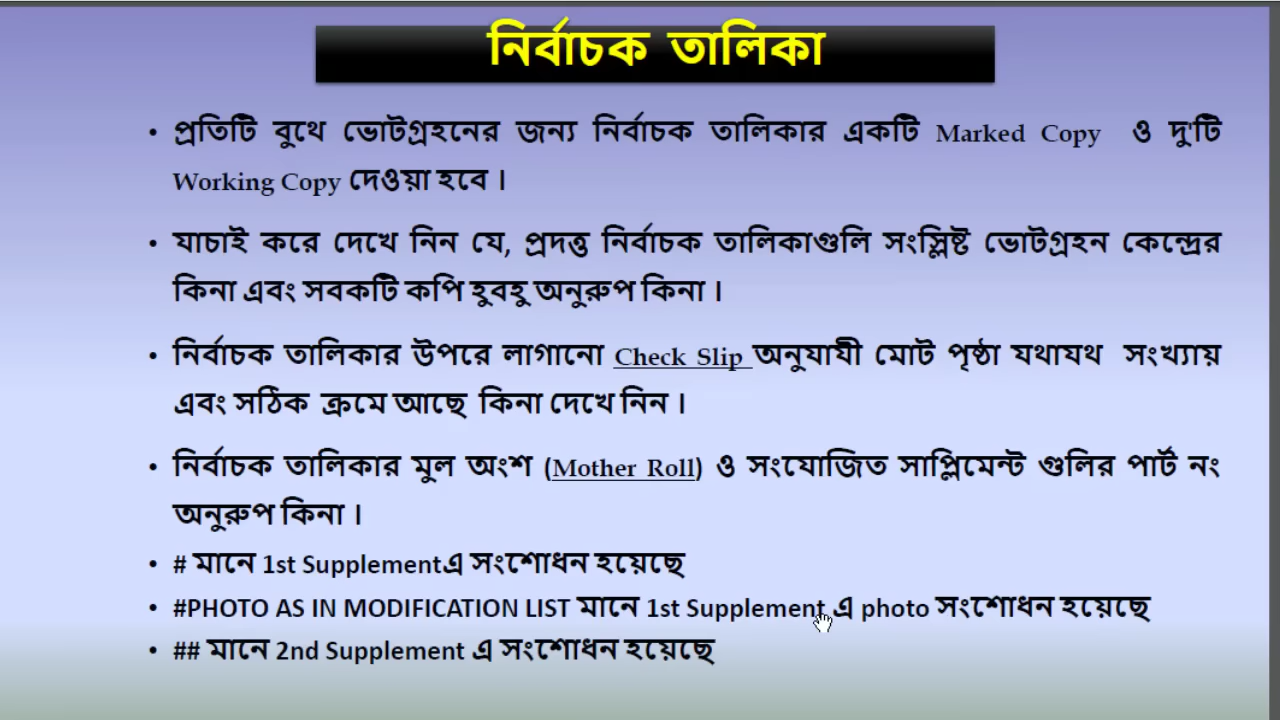 নির্বাচক তালিকা
• প্রতিটি বুথে ভোটগ্রহনের জন্য নির্বাচক তালিকার একটি Marked Copy ও দু'টি
Working Copy দেওয়া হবে।
• যাচাই করে দেখে নিন যে, প্রদত্ত নির্বাচক তালিকাগুলি সংস্লিষ্ট ভোটগ্রহন কেন্দ্রের
কিনা এবং সবকটি কপি হুবহু অনুরুপ কিনা।
• নির্বাচক তালিকার উপরে লাগানো Check Slip অনুযাযী মোট পৃষ্ঠা যথাযথ সংখ্যায়
এবং সঠিক ক্রমে আছে কিনা দেখে নিন।
• নির্বাচক তালিকার মুল অংশ (Mother Roll) ও সংযোজিত সাপ্লিমেন্ট গুলির পার্ট নং
অনুরুপ কিনা।
• # মানে 1st Supplementএ সংশোধন হয়েছে
• #PHOTO AS IN MODIFICATION LIST মানে 1st Supplement এ photo সংশোধন হয়েছে
• ## মানে 2nd Supplement এ সংশোধন হয়েছে